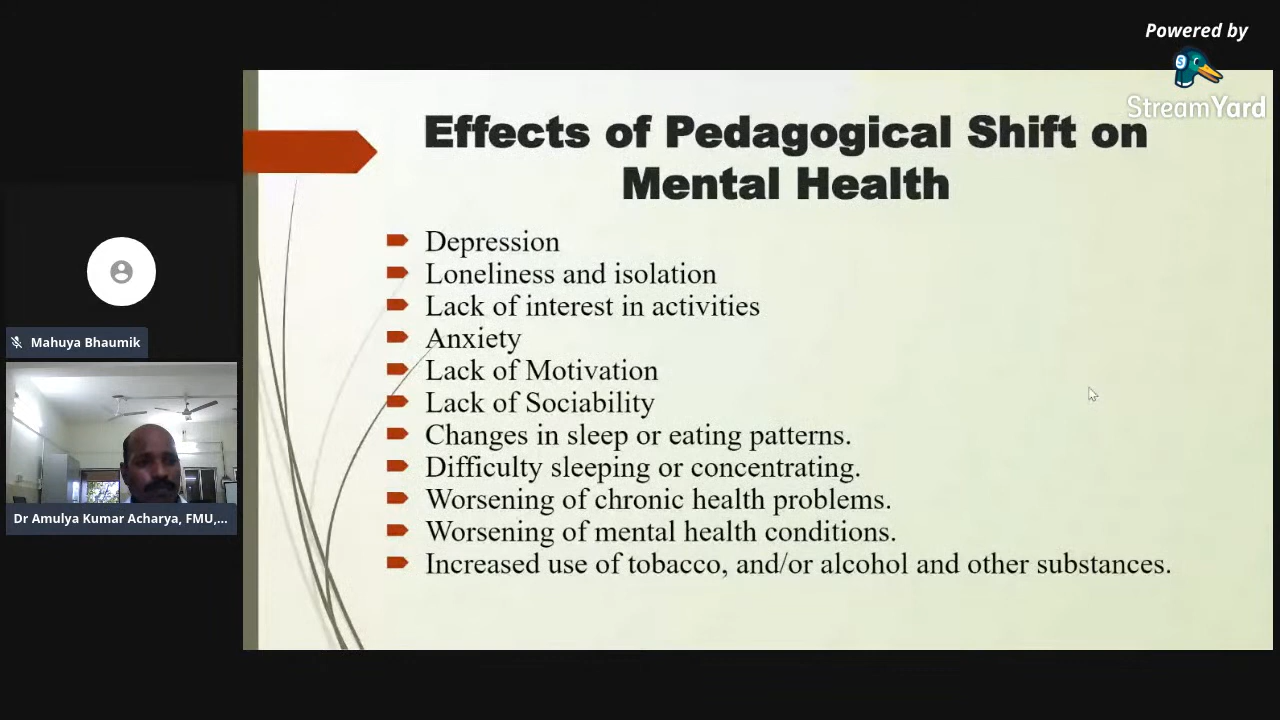 Powered by
StreamYard
Effects of Pedagogical Shift on
Mental Health
Depression
Loneliness and isolation
Lack of interest in activities
Anxiety
Lack of Motivation
Lack of Sociability
Changes in sleep or eating patterns.
Difficulty sleeping or concentrating.
Worsening of chronic health problems.
Worsening of mental health conditions.
Increased use of tobacco, and/or alcohol and other substances.
Mahuya Bhaumik
Dr Amulya Kumar Acharya, FMU,...